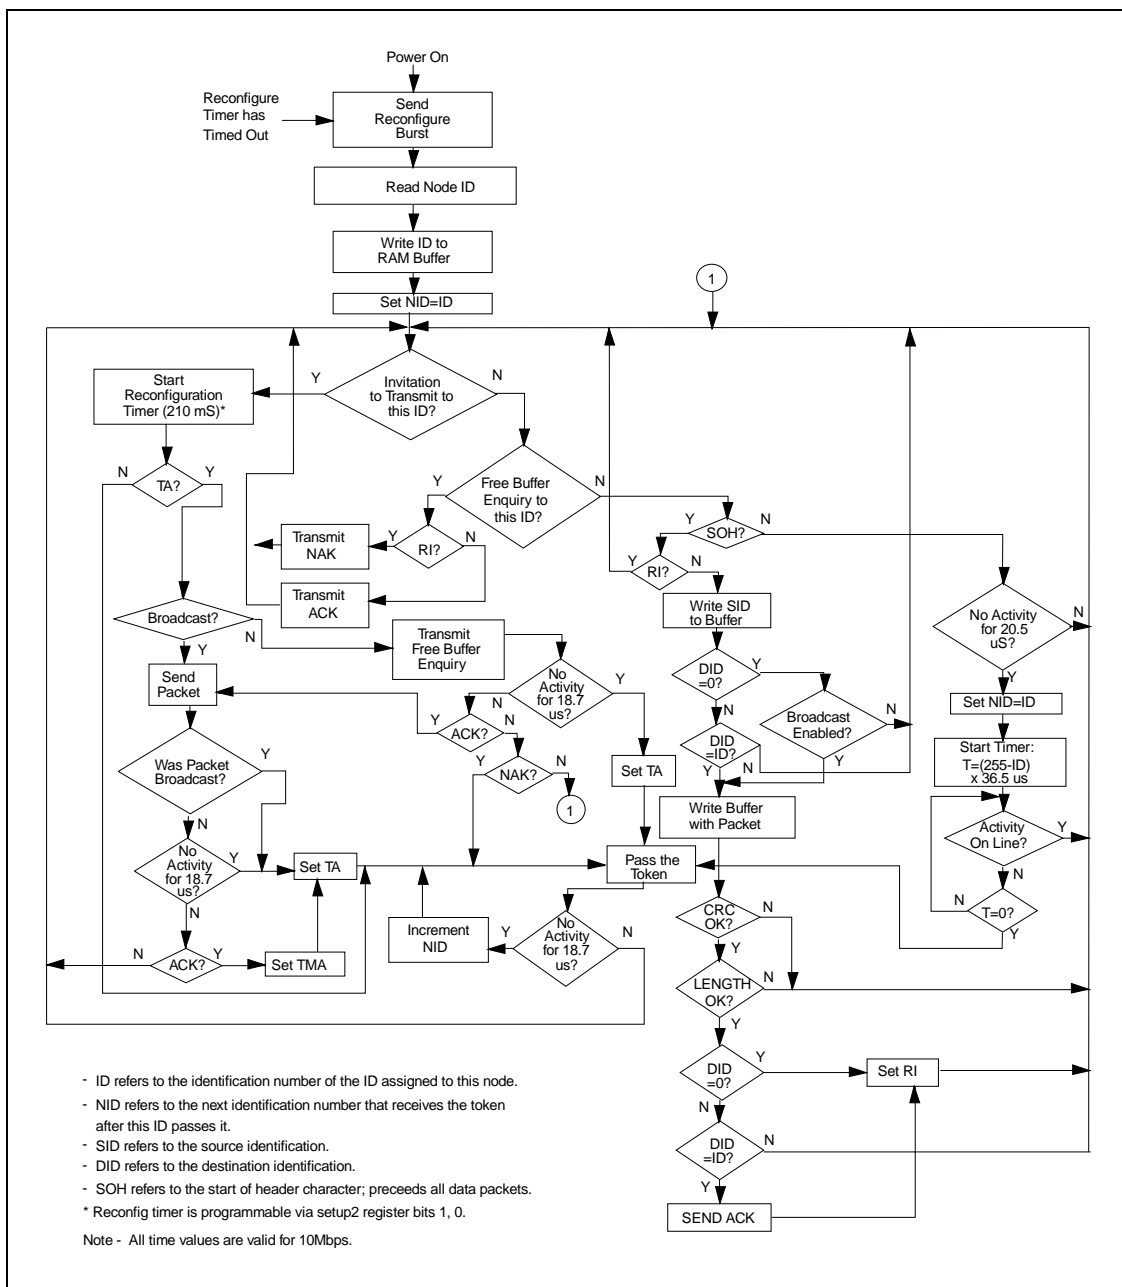 Power On
Reconfigure
Timer has
Timed Out
Send
Reconfigure
Burst
Read Node ID
Write ID to
RAM Buffer
1
Set NID=ID
Start
Reconfiguration
Timer (210 mS)*
Y
Invitation
to Transmit to
this ID?
N
N
TA?
Y
Y
Free Buffer
Enquiry to
this ID?
N
Y
SOH?
N
Transmit
NAK
Y
RI?
N
Y
RI?
N
Transmit
ACK
Write SID
to Buffer
No Activity
for 20.5
uS?
N
Y
Broadcast?
N
Y
Transmit
Free Buffer
Enquiry
Send
Packet
No
Activity
for 18.7
us?
N
Y
DID
=0?
Y
N
Broadcast
Enabled?
N
Y
Set NID=ID
Y
ACK?
N
DID
=ID?
Y
N
Start Timer:
T=(255-ID)
x 36.5 us
Was Packet
Broadcast?
Y
N
Y
NAK?
N
1
Set TA
Write Buffer
with Packet
Activity
On Line?
Y
N
No
Activity
for 18.7
us?
Y
N
Set TA
Pass the
Token
N
T=0?
Y
CRC
OK?
N
Y
Increment
NID
Y
No
Activity
for 18.7
us?
N
N
ACK?
Y
Set TMA
LENGTH
OK?
N
Y
DID
=0?
Y
N
Set RI
DID
=ID?
N
Y
SEND ACK
- ID refers to the identification number of the ID assigned to this node.
- NID refers to the next identification number that receives the token
after this ID passes it.
- SID refers to the source identification.
- DID refers to the destination identification.
- SOH refers to the start of header character; preceeds all data packets.
* Reconfig timer is programmable via setup2 register bits 1, 0.
Note - All time values are valid for 10Mbps.